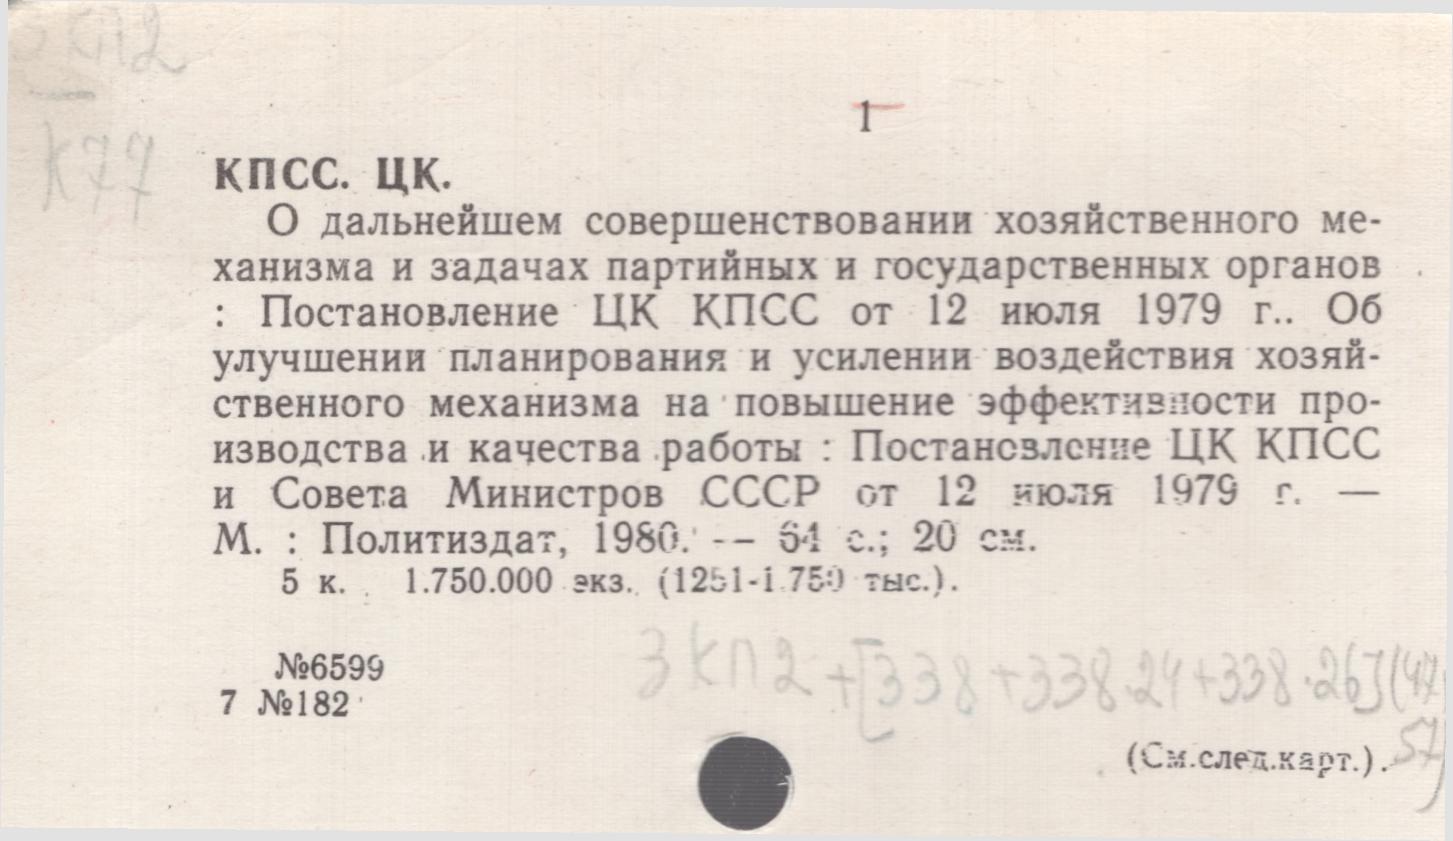 3КП2
К77
1
КПСС. ЦК.
О дальнейшем совершенствовании хозяйственного ме-
ханизма и задачах партийных и государственных органов
: Постановление ЦК КПСС от 12 июля 1979 г.. Об
улучшении планирования и усилении воздействия хозяй-
ственного механизма на повышение эффективности про-
изводства и качества работы : Постановление ЦК КПСС
и Совета Министров СССР от 12 июля 1979 г. —
М. : Политиздат, 1980. -- 64 с.; 20 см.
5 к. 1.750.000 экз. (1251-1.750 тыс.).
№6599
3КП2 + [338 + 338.24 + 338.26] (47
7 №182
57)
(См.след.карт.).